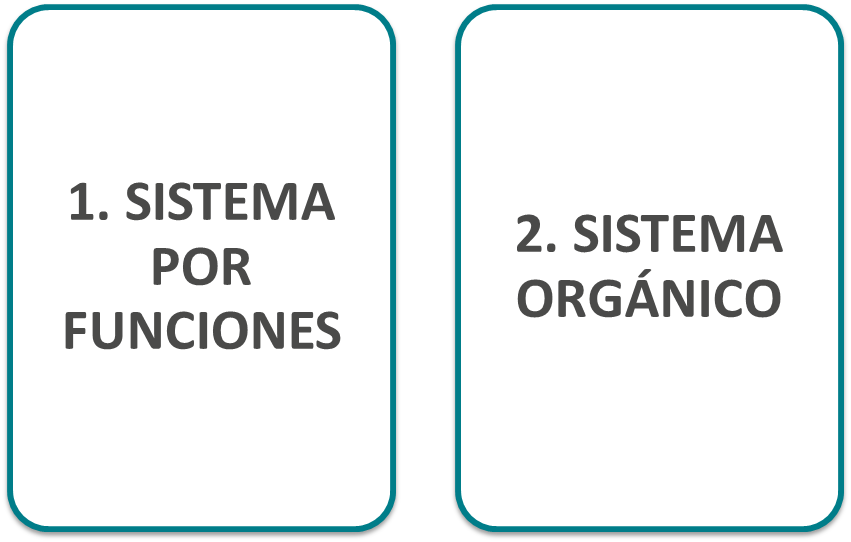 1. SISTEMA
POR
FUNCIONES
2. SISTEMA
ORGÁNICO